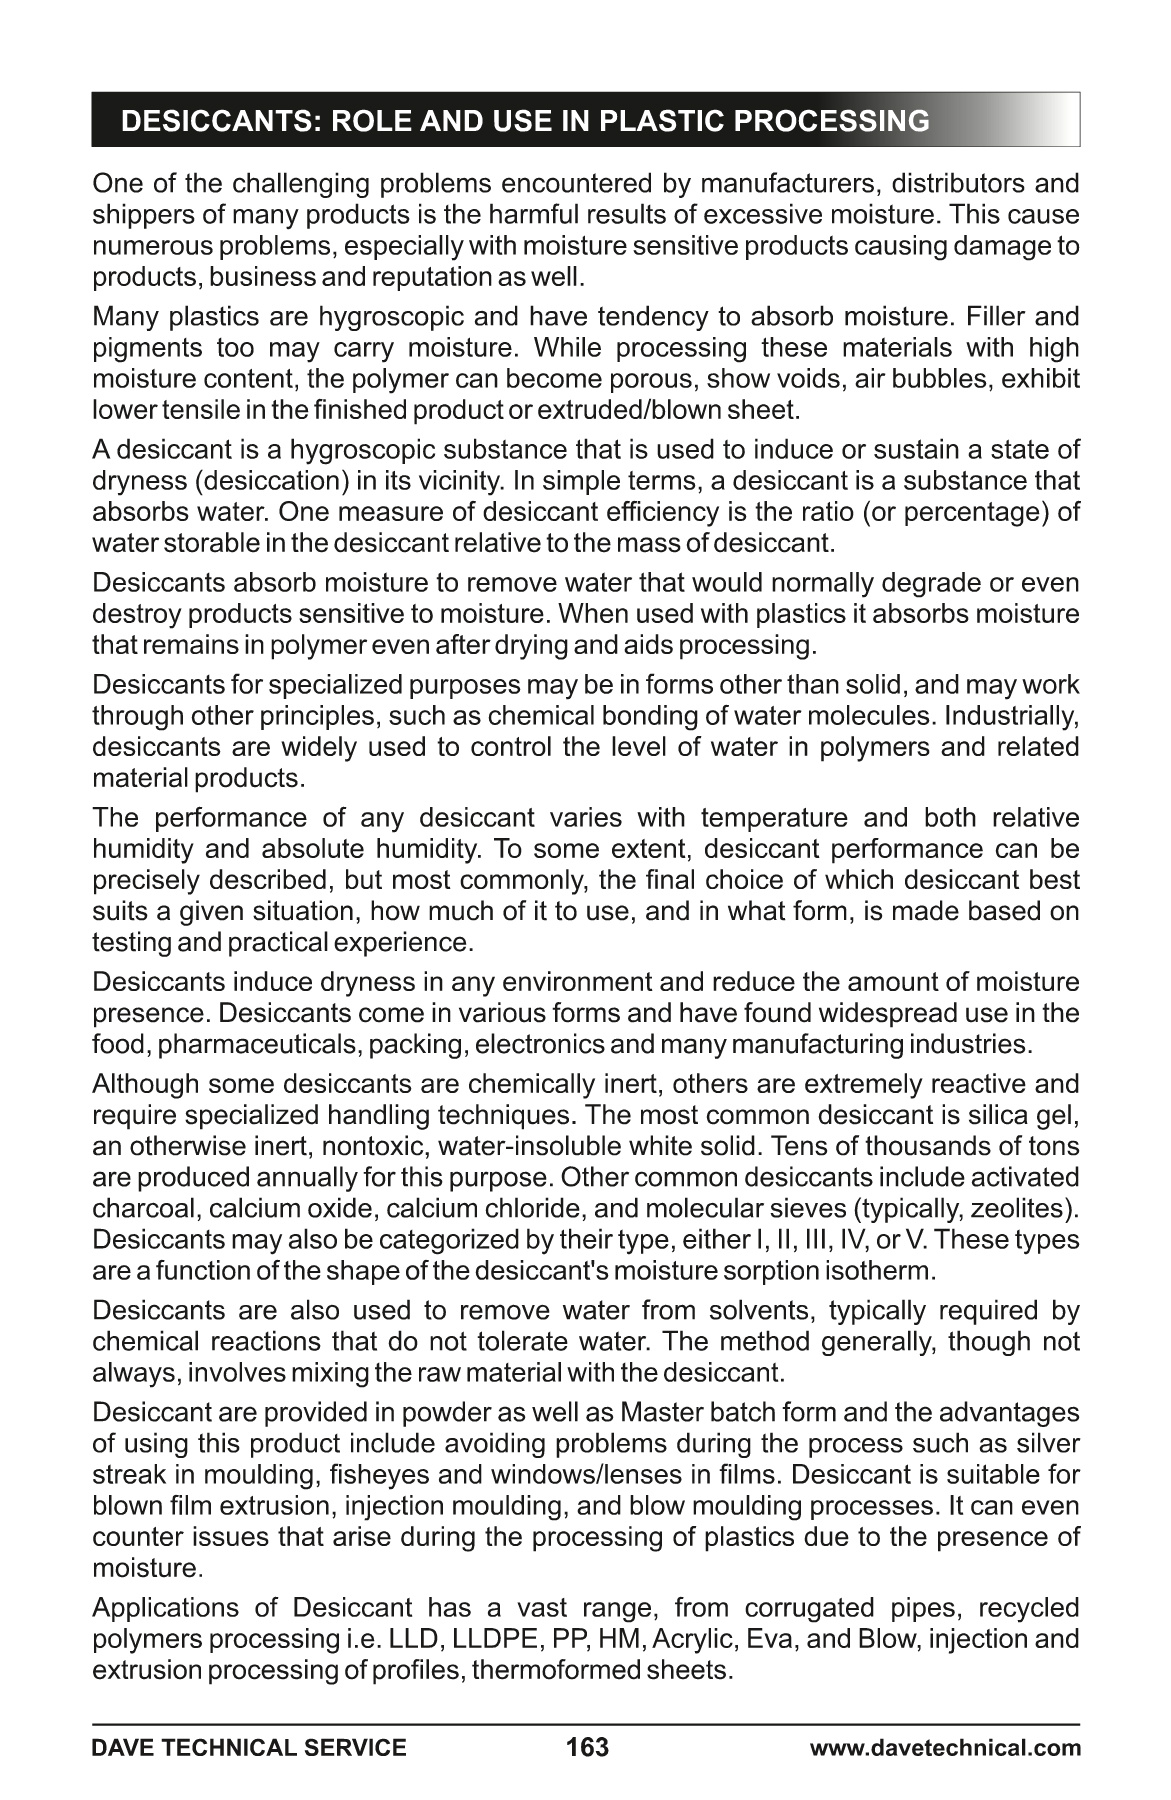 DESICCANTS: ROLE AND USE IN PLASTIC PROCESSING
One of the challenging problems encountered by manufacturers, distributors and
shippers of many products is the harmful results of excessive moisture. This cause
numerous problems, especially with moisture sensitive products causing damage to
products, business and reputation as well.
Many plastics are hygroscopic and have tendency to absorb moisture. Filler and
pigments too may carry moisture. While processing these materials with high
moisture content, the polymer can become porous, show voids, air bubbles, exhibit
lower tensile in the finished product or extruded/blown sheet.
A desiccant is a hygroscopic substance that is used to induce or sustain a state of
dryness (desiccation) in its vicinity. In simple terms, a desiccant is a substance that
absorbs water. One measure of desiccant efficiency is the ratio (or percentage) of
water storable in the desiccant relative to the mass of desiccant.
Desiccants absorb moisture to remove water that would normally degrade or even
destroy products sensitive to moisture. When used with plastics it absorbs moisture
that remains in polymer even after drying and aids processing.
Desiccants for specialized purposes may be in forms other than solid, and may work
through other principles, such as chemical bonding of water molecules. Industrially,
desiccants are widely used to control the level of water in polymers and related
material products.
The performance of any desiccant varies with temperature and both relative
humidity and absolute humidity. To some extent, desiccant performance can be
precisely described, but most commonly, the final choice of which desiccant best
suits a given situation, how much of it to use, and in what form, is made based on
testing and practical experience.
Desiccants induce dryness in any environment and reduce the amount of moisture
presence. Desiccants come in various forms and have found widespread use in the
food, pharmaceuticals, packing, electronics and many manufacturing industries.
Although some desiccants are chemically inert, others are extremely reactive and
require specialized handling techniques. The most common desiccant is silica gel,
an otherwise inert, nontoxic, water-insoluble white solid. Tens of thousands of tons
are produced annually for this purpose. Other common desiccants include activated
charcoal, calcium oxide, calcium chloride, and molecular sieves (typically, zeolites).
Desiccants may also be categorized by their type, either I, II, III, IV, or V. These types
are a function of the shape of the desiccant's moisture sorption isotherm.
Desiccants are also used to remove water from solvents, typically required by
chemical reactions that do not tolerate water. The method generally, though not
always, involves mixing the raw material with the desiccant.
Desiccant are provided in powder as well as Master batch form and the advantages
of using this product include avoiding problems during the process such as silver
streak in moulding, fisheyes and windows/lenses in films. Desiccant is suitable for
blown film extrusion, injection moulding, and blow moulding processes. It can even
counter issues that arise during the processing of plastics due to the presence of
moisture.
Applications of Desiccant has a vast range, from corrugated pipes, recycled
polymers processing i.e. LLD, LLDPE, PP, HM, Acrylic, Eva, and Blow, injection and
extrusion processing of profiles, thermoformed sheets.
DAVE TECHNICAL SERVICE 163 www.davetechnical.com